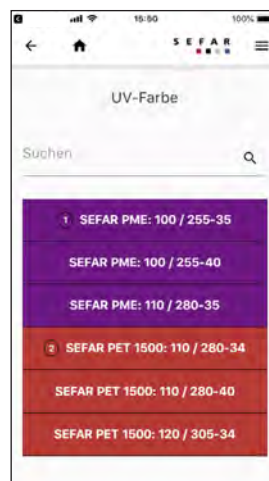 15:50 100%
SEFAR
UV-Farbe
Suchen
1 SEFAR PME: 100 / 255-35
SEFAR PME: 100 / 255-40
SEFAR PME: 110 / 280-35
2 SEFAR PET 1500: 110 / 280-34
SEFAR PET 1500: 110 / 280-40
SEFAR PET 1500: 120 / 305-34